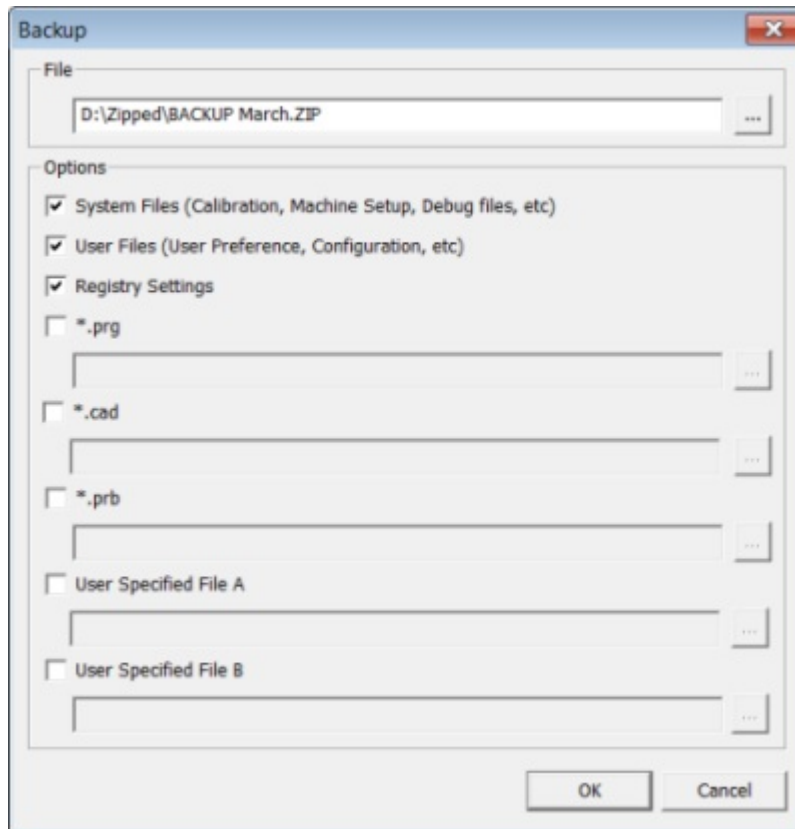 Backup
File
D:\Zipped\BACKUP March.ZIP
...
Options
System Files (Calibration, Machine Setup, Debug files, etc)
User Files (User Preference, Configuration, etc)
Registry Settings
*.prg
...
*.cad
...
*.prb
...
User Specified File A
...
User Specified File B
...
OK Cancel